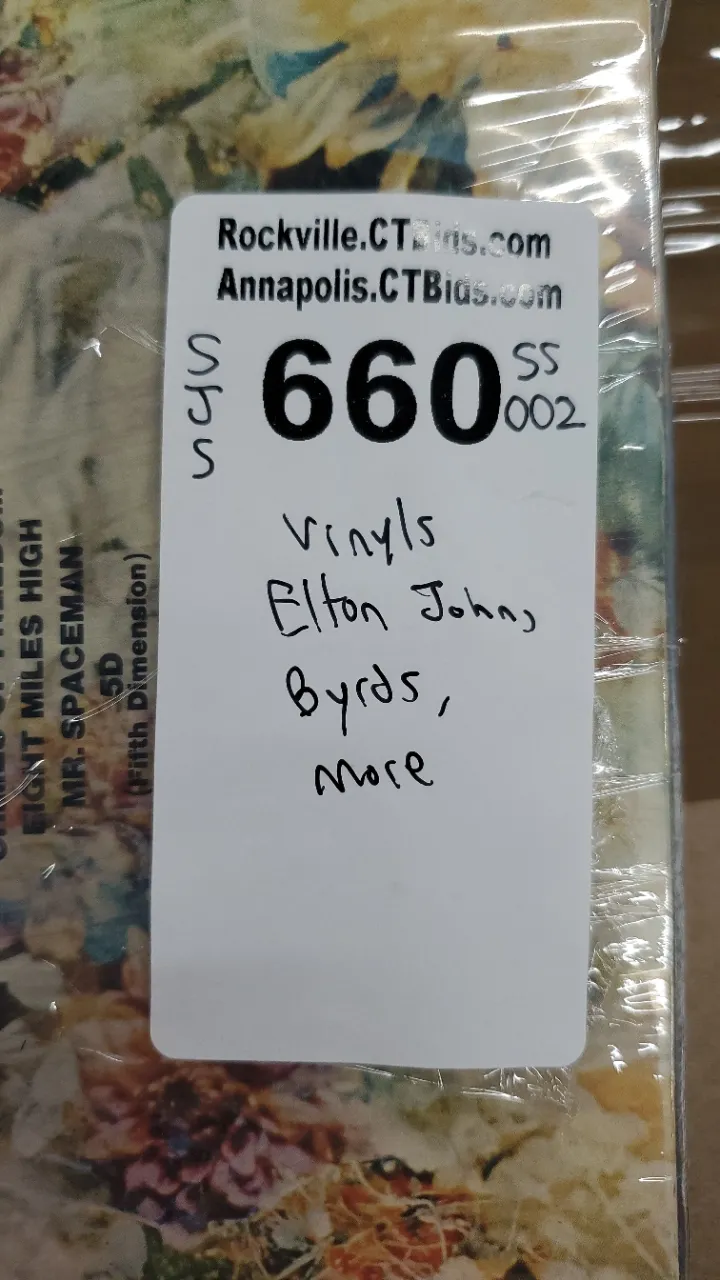 Rockville.CTBids.com
Annapolis.CTBids.com
SYS
660
SS
002
Vinyls
Elton John,
Byrds,
More
EIGHT MILES HIGH
MR. SPACEMAN
5D
(Fifth Dimension)